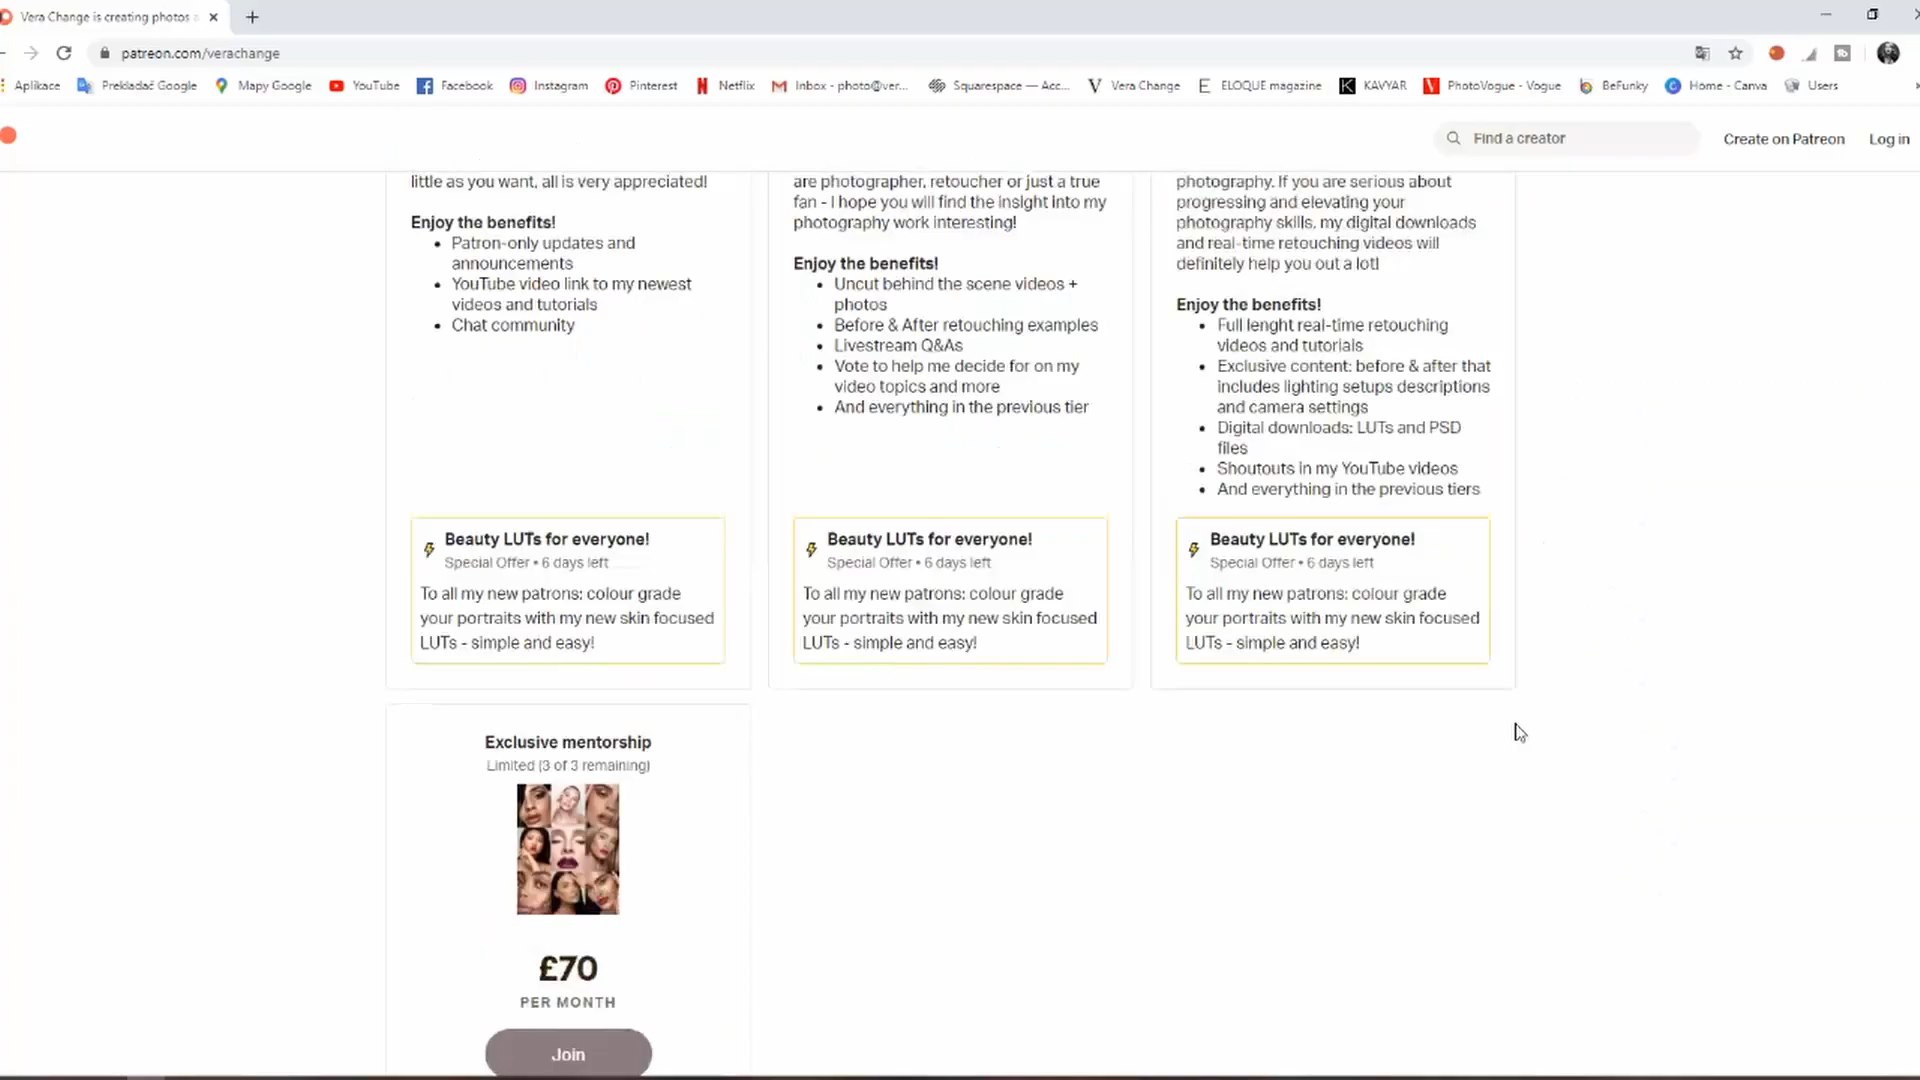 Vera Change is creating photos
patreon.com/verachange
Aplikace
Prekladač Google
Mapy Google
YouTube
Facebook
Instagram
Pinterest
Netflix
Inbox - photo@ver...
Squarespace — Acc...
Vera Change
ELOQUE magazine
KAVYAR
PhotoVogue - Vogue
BeFunky
Home - Canva
Users
Find a creator
Create on Patreon
Log in
little as you want, all is very appreciated!
Enjoy the benefits!
• Patron-only updates and
announcements
• YouTube video link to my newest
videos and tutorials
• Chat community
Beauty LUTs for everyone!
Special Offer • 6 days left
To all my new patrons: colour grade
your portraits with my new skin focused
LUTs - simple and easy!
are photographer, retoucher or just a true
fan - I hope you will find the insight into my
photography work interesting!
Enjoy the benefits!
• Uncut behind the scene videos +
photos
• Before & After retouching examples
• Livestream Q&As
• Vote to help me decide for on my
video topics and more
• And everything in the previous tier
Beauty LUTs for everyone!
Special Offer • 6 days left
To all my new patrons: colour grade
your portraits with my new skin focused
LUTs - simple and easy!
photography. If you are serious about
progressing and elevating your
photography skills, my digital downloads
and real-time retouching videos will
definitely help you out a lot!
Enjoy the benefits!
• Full lenght real-time retouching
videos and tutorials
• Exclusive content: before & after that
includes lighting setups descriptions
and camera settings
• Digital downloads: LUTs and PSD
files
• Shoutouts in my YouTube videos
• And everything in the previous tiers
Beauty LUTs for everyone!
Special Offer • 6 days left
To all my new patrons: colour grade
your portraits with my new skin focused
LUTs - simple and easy!
Exclusive mentorship
Limited (3 of 3 remaining)
£70
PER MONTH
Join